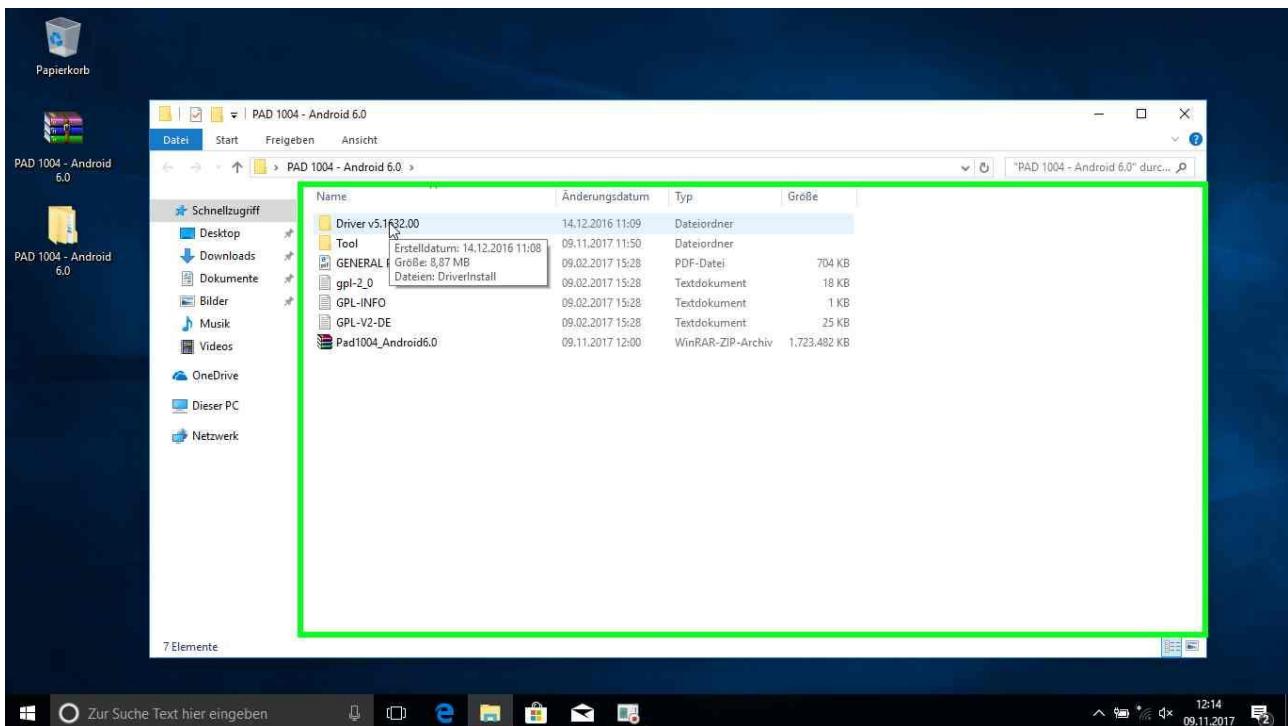 Papierkorb
PAD 1004 - Android
6.0
PAD 1004 - Android
6.0
PAD 1004 - Android 6.0
Datei Start Freigeben Ansicht
PAD 1004 - Android 6.0
"PAD 1004 - Android 6.0" durc...
Schnellzugriff
Desktop
Downloads
Dokumente
Bilder
Musik
Videos
OneDrive
Dieser PC
Netzwerk
Name Änderungsdatum Typ Größe
Driver v5.1632.00 14.12.2016 11:09 Dateiordner
Tool 09.11.2017 11:50 Dateiordner
GENERAL 09.02.2017 15:28 PDF-Datei 704 KB
gpl-2_0 09.02.2017 15:28 Textdokument 18 KB
GPL-INFO 09.02.2017 15:28 Textdokument 1 KB
GPL-V2-DE 09.02.2017 15:28 Textdokument 25 KB
Pad1004_Android6.0 09.11.2017 12:00 WinRAR-ZIP-Archiv 1.723.482 KB
Erstelldatum: 14.12.2016 11:08
Größe: 8,87 MB
Dateien: DriverInstall
7 Elemente
Zur Suche Text hier eingeben
12:14
09.11.2017